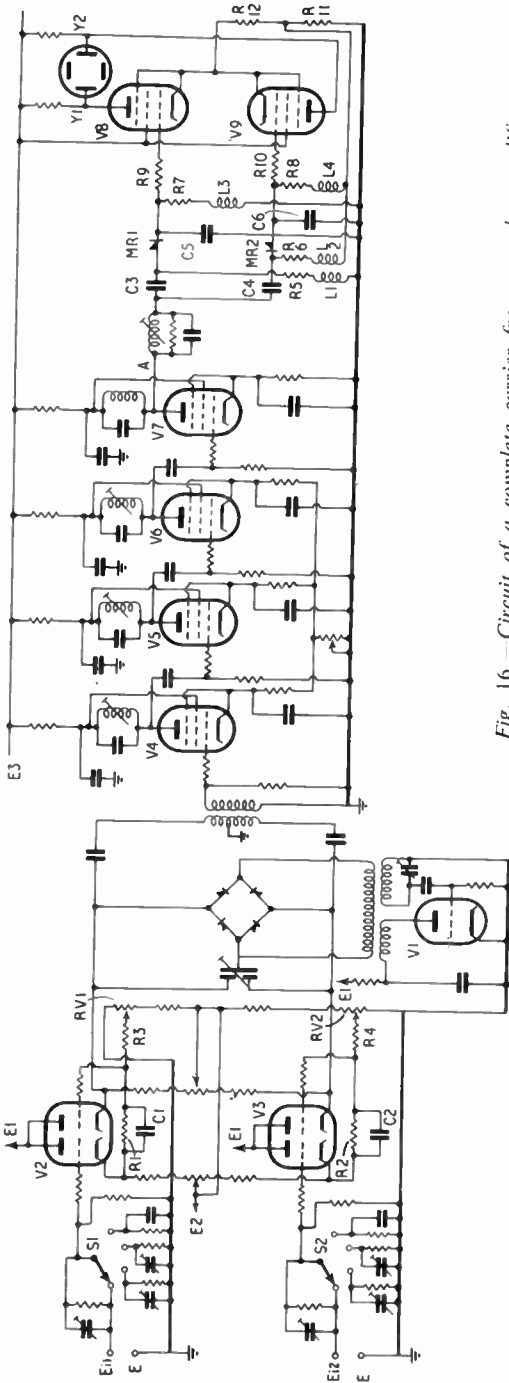 E3
Y1
Y2
V8
V9
R12
R11
R9
R7
L3
R10
R8
L4
C6
MR1
C5
MR2
R6
L2
C3
C4
R5
L1
A
V7
V6
V5
V4
RV1
R3
E1
V2
R1
C1
S1
Ei1
E
E2
E1
V3
RV2
R4
R2
C2
S2
Ei2
E
E1
V1
Fig. 16—Circuit of a complete carrier-frequency